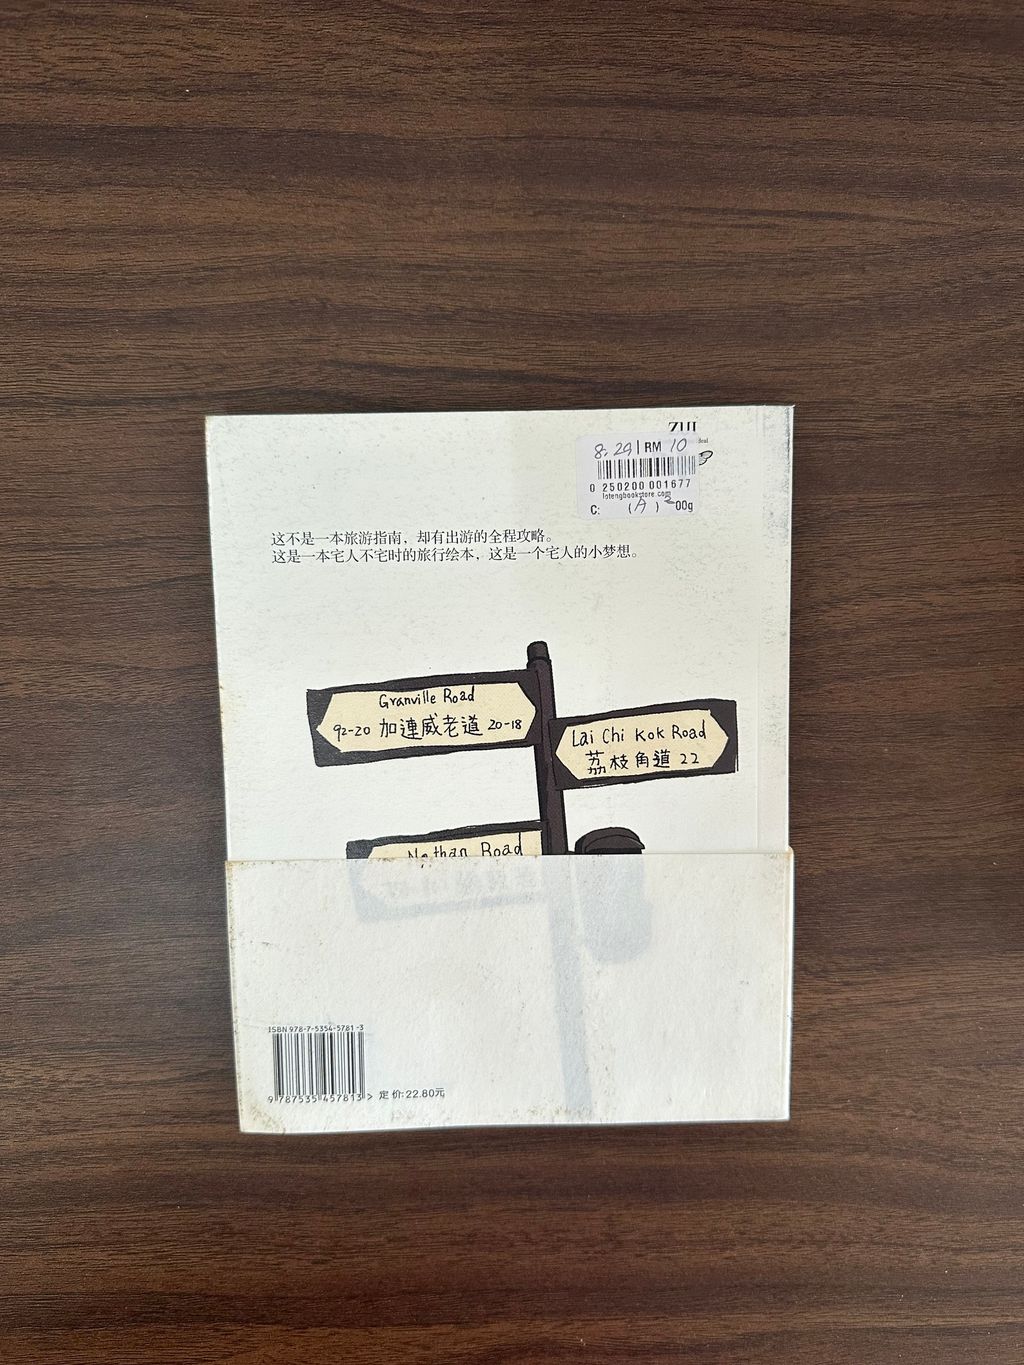 ZUI
8.29 | RM 10
0 250200 001677
lotengbookstore.com
C: (A) 00g
这不是一本旅游指南，却有出游的全程攻略。
这是一本宅人不宅时的旅行绘本，这是一个宅人的小梦想。
Granville Road
92-20 加連威老道 20-18
Lai Chi Kok Road
荔枝角道 22
Nathan Road
ISBN 978-7-5354-5781-3
9 787535 457813 >
定价:22.80元